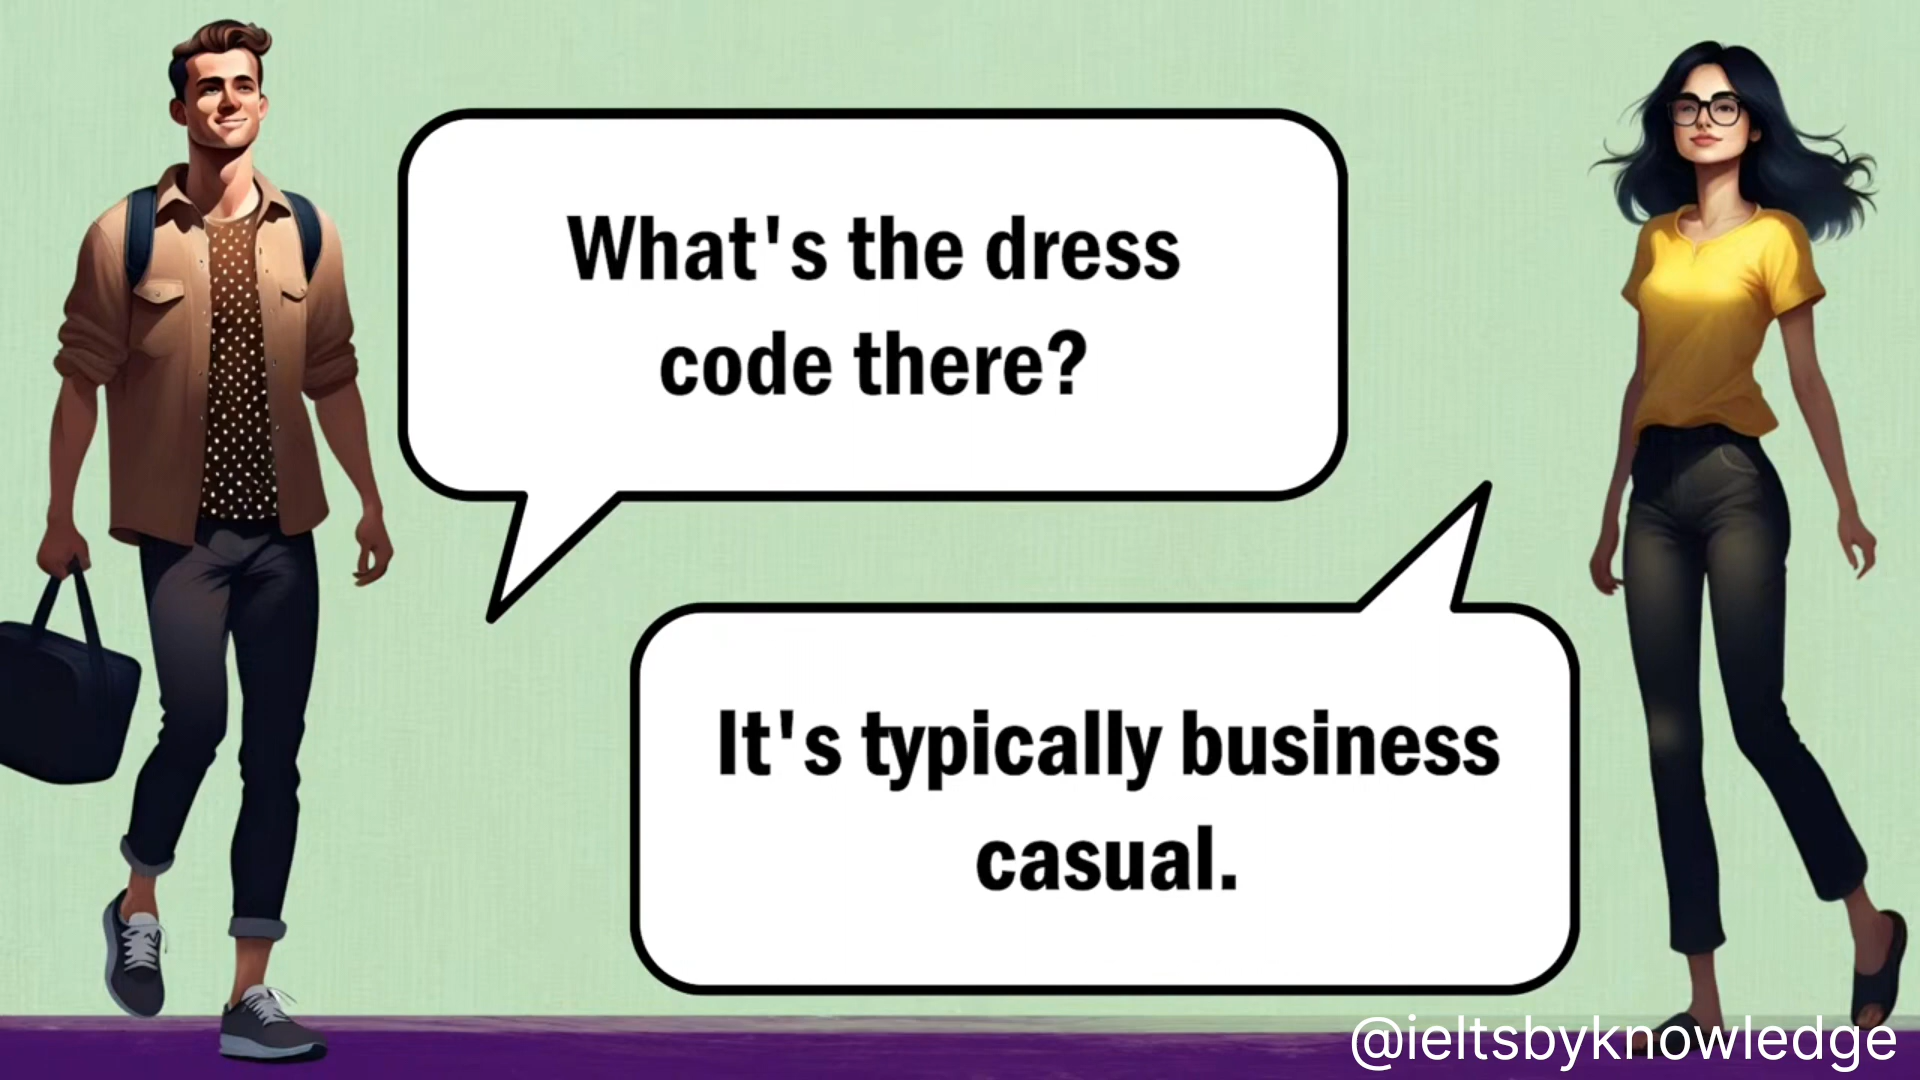 What's the dress
code there?
It's typically business
casual.
@ieltsbyknowledge